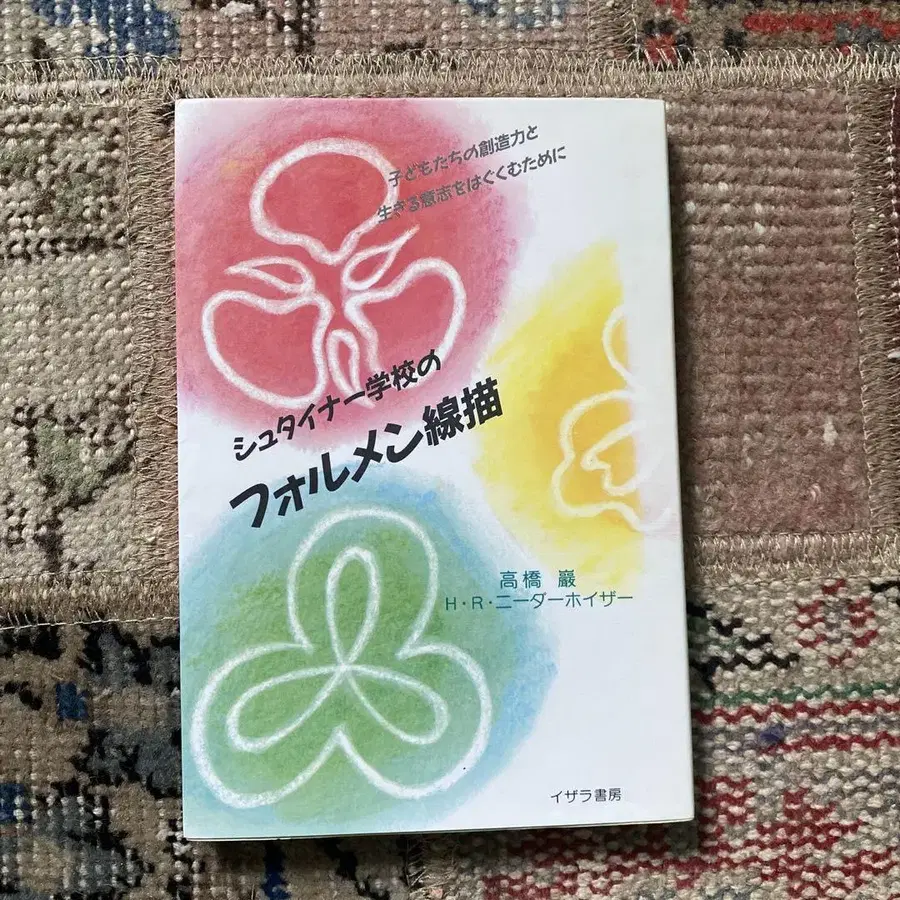 子どもたちの創造力と
生きる意志をはぐくむために
シュタイナー学校の
フォルメン線描
高橋 巖
H・R・ニーダーホイザー
イザラ書房